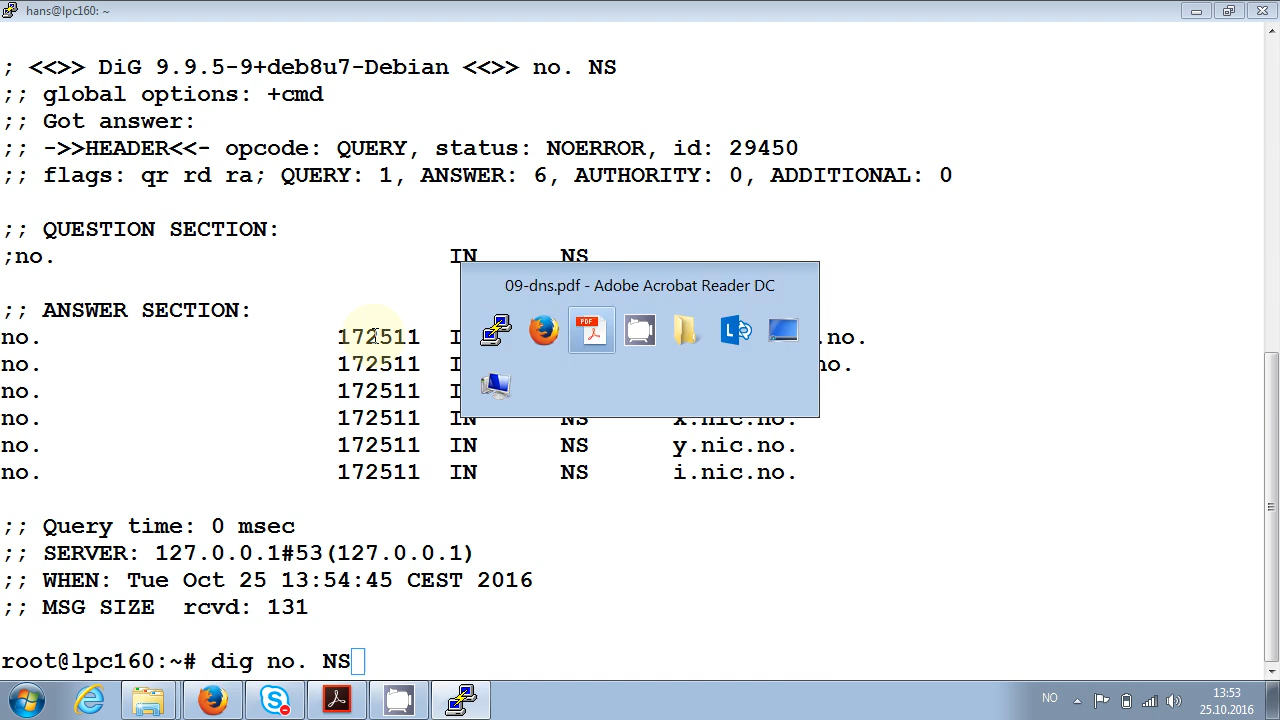 hans@lpc160: ~
; <<>> DiG 9.9.5-9+deb8u7-Debian <<>> no. NS
;; global options: +cmd
;; Got answer:
;; ->>HEADER<<- opcode: QUERY, status: NOERROR, id: 29450
;; flags: qr rd ra; QUERY: 1, ANSWER: 6, AUTHORITY: 0, ADDITIONAL: 0
;; QUESTION SECTION:
;no. IN NS
09-dns.pdf - Adobe Acrobat Reader DC
PDF
;; ANSWER SECTION:
no. 172511 .no.
no. 172511 no.
no. 172511
no. 172511 IN NS x.nic.no.
no. 172511 IN NS y.nic.no.
no. 172511 IN NS i.nic.no.
;; Query time: 0 msec
;; SERVER: 127.0.0.1#53(127.0.0.1)
;; WHEN: Tue Oct 25 13:54:45 CEST 2016
;; MSG SIZE rcvd: 131
root@lpc160:~# dig no. NS
NO
13:53
25.10.2016